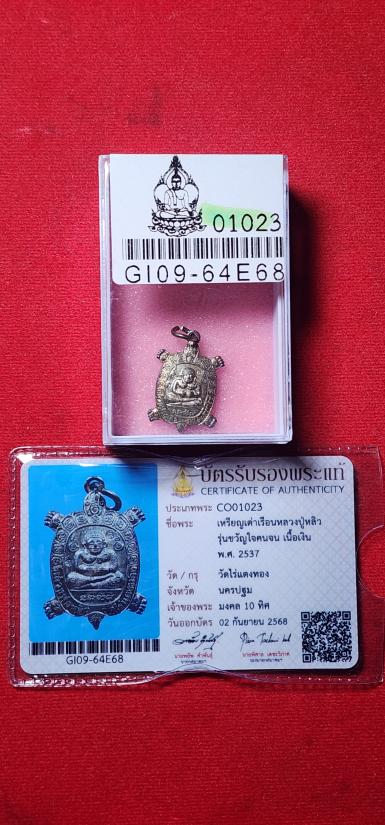 01023
GI09-64E68
บัตรรับรองพระแท้
CERTIFICATE OF AUTHENTICITY
ประเภทพระ CO01023
ชื่อพระ เหรียญเต่าเรือนหลวงปู่หลิว
รุ่นขวัญใจคนจน เนื้อเงิน
พ.ศ. 2537
วัด / กรุ วัดไร่แตงทอง
จังหวัด นครปฐม
เจ้าของพระ มงคล 10 ทิศ
วันออกบัตร 02 กันยายน 2568
GI09-64E68